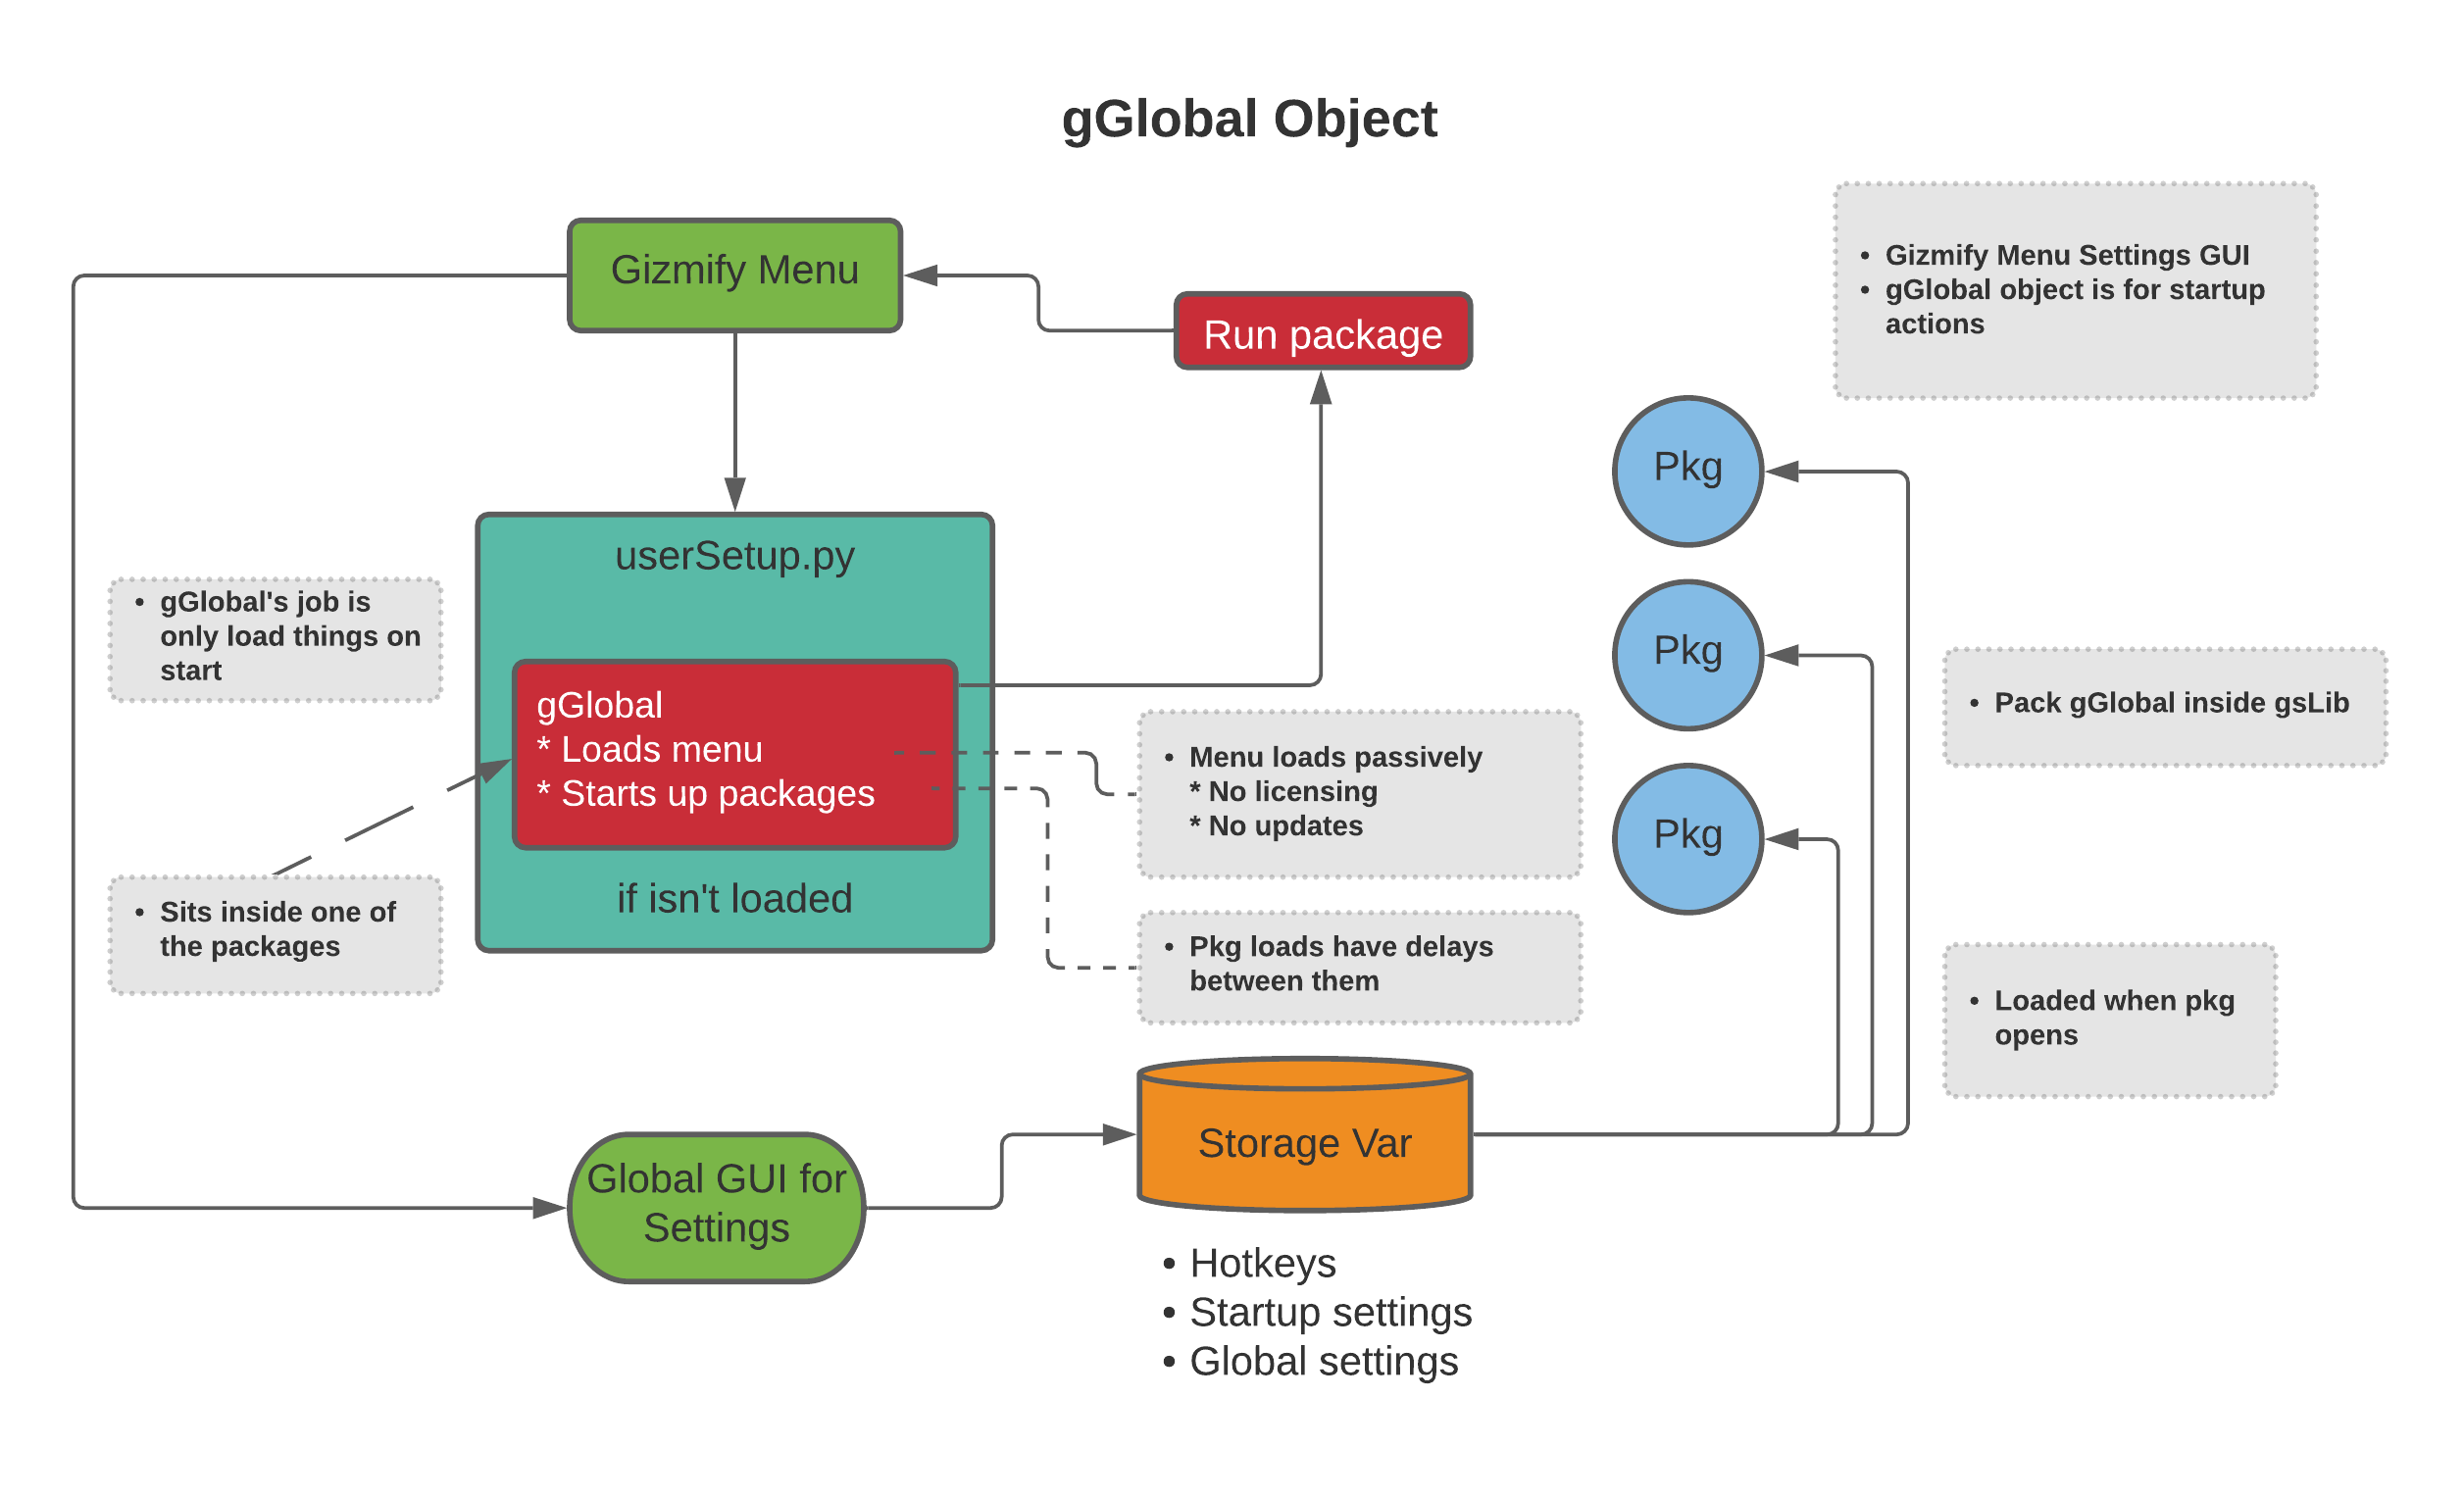 gGlobal Object
Gizmify Menu
Run package
• Gizmify Menu Settings GUI
• gGlobal object is for startup
actions
Pkg
userSetup.py
• gGlobal's job is
only load things on
start
gGlobal
* Loads menu
* Starts up packages
if isn't loaded
Pkg
• Pack gGlobal inside gsLib
• Menu loads passively
* No licensing
* No updates
Pkg
• Sits inside one of
the packages
• Pkg loads have delays
between them
• Loaded when pkg
opens
Global GUI for
Settings
Storage Var
• Hotkeys
• Startup settings
• Global settings